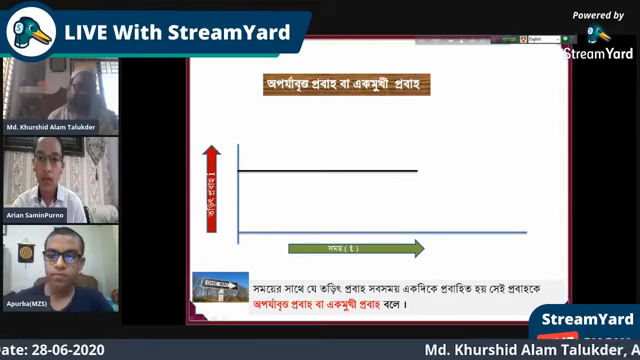 LIVE With StreamYard
Powered by
StreamYard
English
অপর্যাবৃত্ত প্রবাহ বা একমুখী প্রবাহ
Md. Khurshid Alam Talukder
Arian SaminPurno
Apurba(MZS)
তড়িৎ প্রবাহ I
সময় ( t )
ONE WAY
সময়ের সাথে যে তড়িৎ প্রবাহ সবসময় একদিকে প্রবাহিত হয় সেই প্রবাহকে
অপর্যাবৃত্ত প্রবাহ বা একমুখী প্রবাহ বলে ।
StreamYard
Date: 28-06-2020
Md. Khurshid Alam Talukder, A